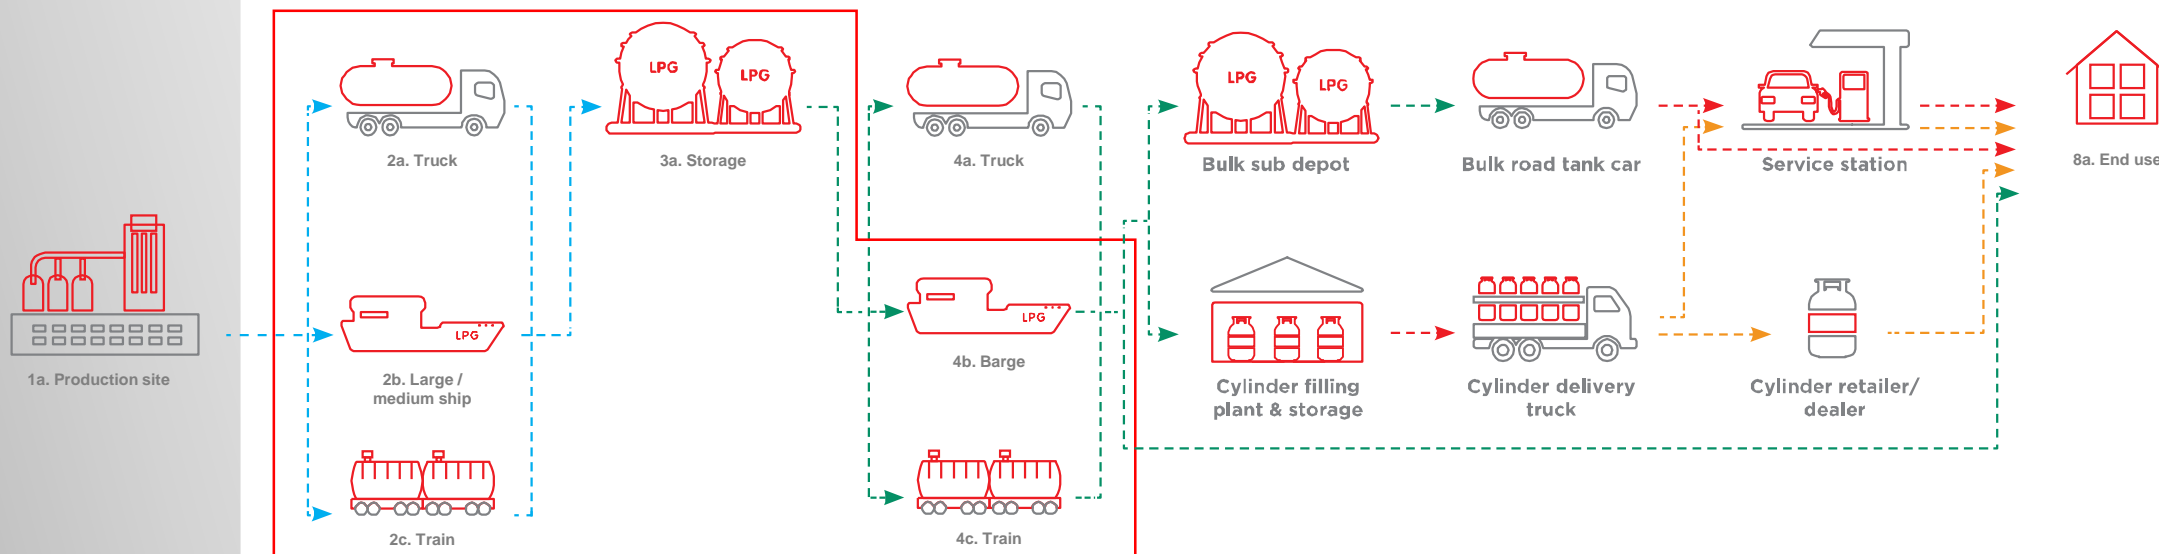 LPG
LPG
LPG
LPG
2a. Truck
3a. Storage
4a. Truck
Bulk sub depot
Bulk road tank car
Service station
8a. End use
LPG
LPG
1a. Production site
2b. Large /
medium ship
4b. Barge
Cylinder filling
plant & storage
Cylinder delivery
truck
Cylinder retailer/
dealer
2c. Train
4c. Train